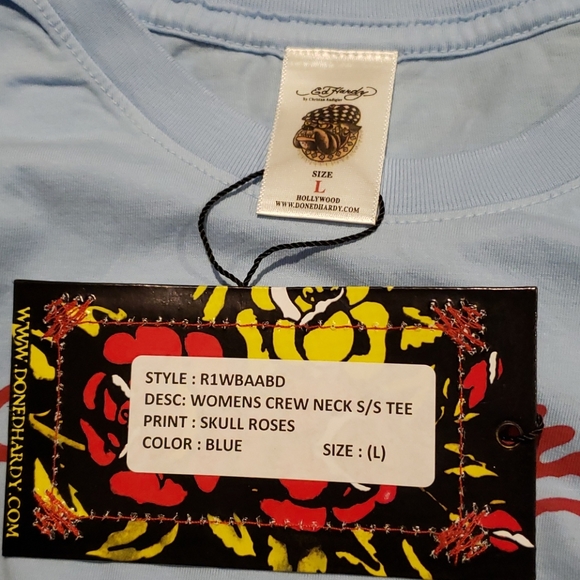 Ed Hardy
by Christian Audigier
SIZE
L
HOLLYWOOD
WWW.DONEDHARDY.COM
WWW.DONEDHARDY.COM
STYLE : R1WBAABD
DESC: WOMENS CREW NECK S/S TEE
PRINT : SKULL ROSES
COLOR : BLUE SIZE : (L)